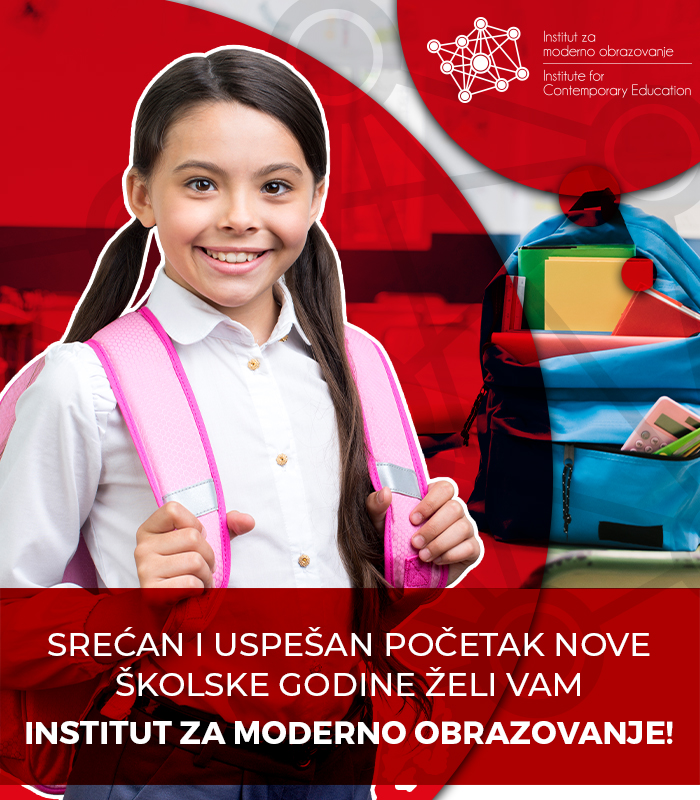 Institut za
moderno obrazovanje
Institute for
Contemporary Education
SREĆAN I USPEŠAN POČETAK NOVE
ŠKOLSKE GODINE ŽELI VAM
INSTITUT ZA MODERNO OBRAZOVANJE!